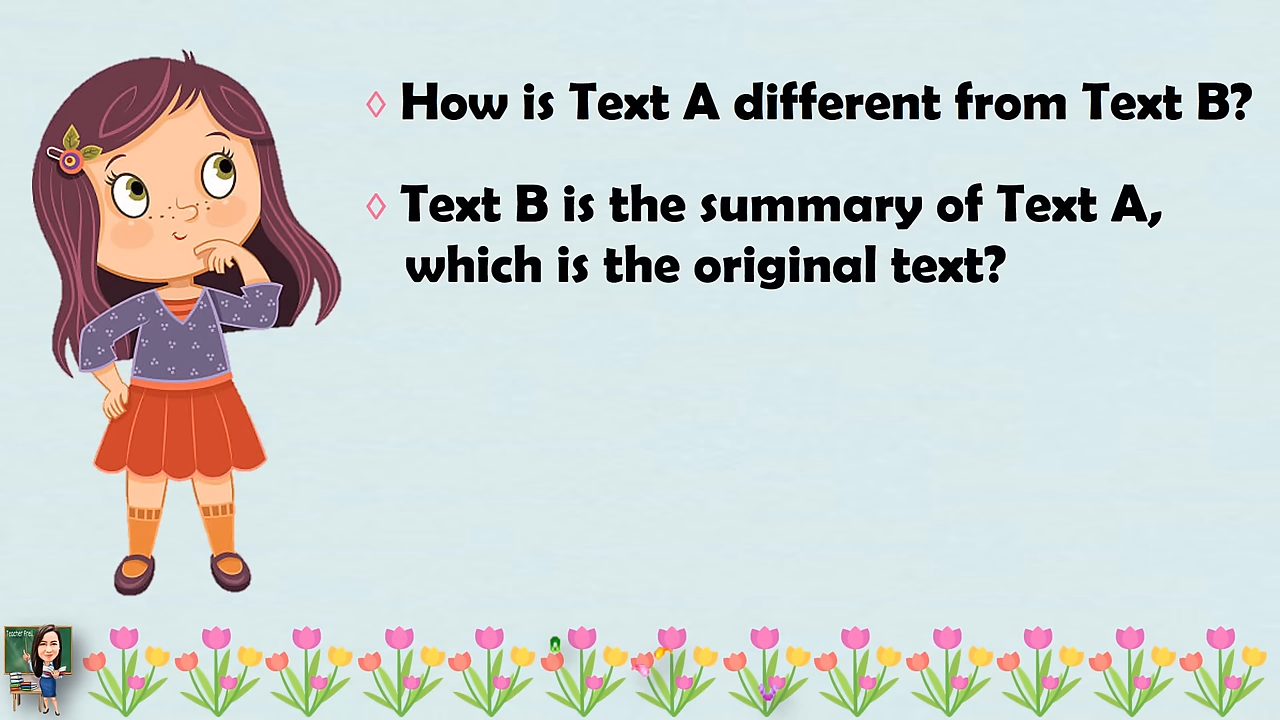 How is Text A different from Text B?
Text B is the summary of Text A,
which is the original text?